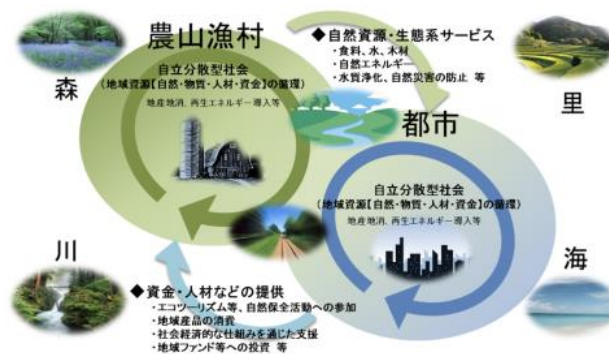 農山漁村
自立分散型社会
(地域資源【自然・物質・人材・資金】の循環)
地産地消、再生エネルギー導入等
◆自然資源・生態系サービス
・食料、水、木材
・自然エネルギー
・水質浄化、自然災害の防止 等
森
里
都市
自立分散型社会
(地域資源【自然・物質・人材・資金】の循環)
地産地消、再生エネルギー導入等
川
海
◆資金・人材などの提供
・エコツーリズム等、自然保全活動への参加
・地域産品の消費
・社会経済的な仕組みを通じた支援
・地域ファンド等への投資 等